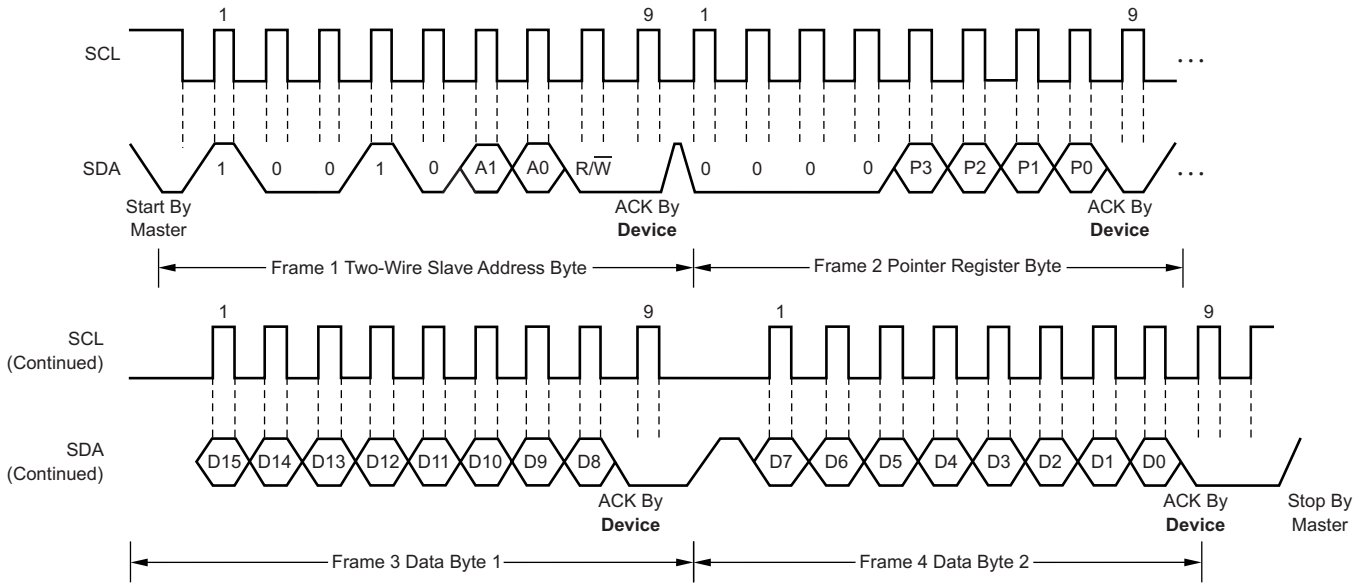 1 9 1 9
SCL
...
SDA 1 0 0 1 0 A1 A0 R/W̅ 0 0 0 0 P3 P2 P1 P0 ...
Start By
Master
ACK By
Device
ACK By
Device
Frame 1 Two-Wire Slave Address Byte Frame 2 Pointer Register Byte
1 9 1 9
SCL
(Continued)
SDA
(Continued)
D15 D14 D13 D12 D11 D10 D9 D8 D7 D6 D5 D4 D3 D2 D1 D0
ACK By
Device
ACK By
Device
Stop By
Master
Frame 3 Data Byte 1 Frame 4 Data Byte 2